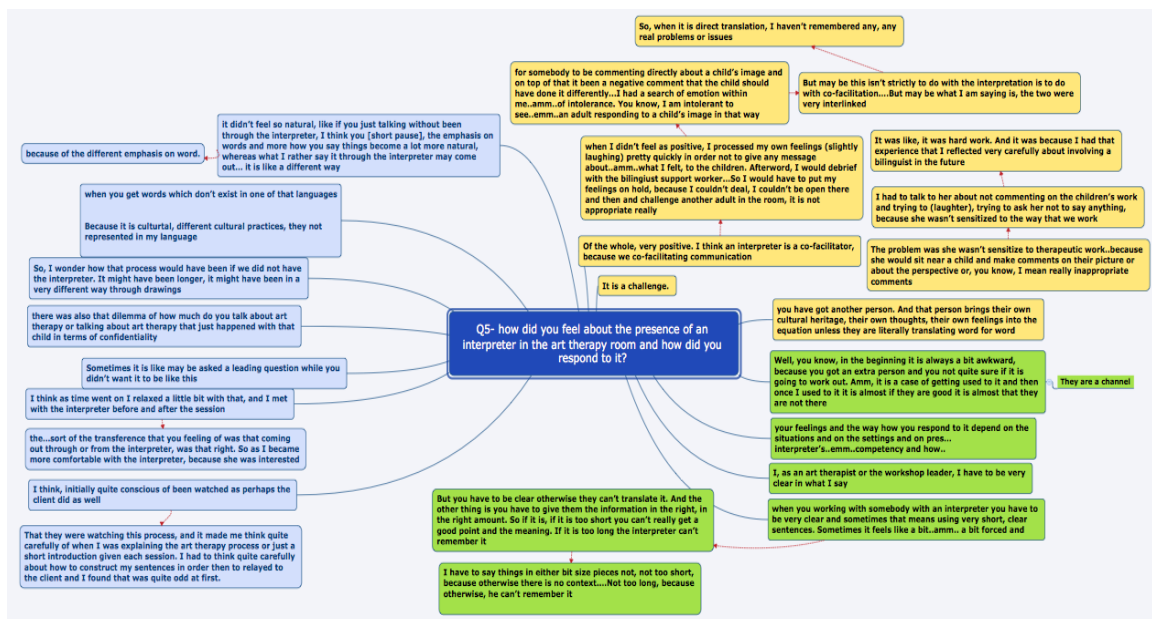 So, when it is direct translation, I haven't remembered any, any
real problems or issues
for somebody to be commenting directly about a child's image and
on top of that it been a negative comment that the child should
have done it differently...I had a search of emotion within
me..amm..of intolerance. You know, I am intolerant to
see..emm..an adult responding to a child's image in that way
But may be this isn't strictly to do with the interpretation is to do
with co-facilitation....But may be what I am saying is, the two were
very interlinked
it didn't feel so natural, like if you just talking without been
through the interpreter, I think you [short pause], the emphasis on
words and more how you say things become a lot more natural,
whereas what I rather say it through the interpreter may come
out... it is like a different way
because of the different emphasis on word.
when I didn't feel as positive, I processed my own feelings (slightly
laughing) pretty quickly in order not to give any message
about..amm..what I felt, to the children. Afterword, I would debrief
with the bilingiust support worker...So I would have to put my
feelings on hold, because I couldn't deal, I couldn't be open there
and then and challenge another adult in the room, it is not
appropriate really
It was like, it was hard work. And it was because I had that
experience that I reflected very carefully about involving a
bilinguist in the future
when you get words which don't exist in one of that languages
Because it is culturtal, different cultural practices, they not
represented in my language
I had to talk to her about not commenting on the children's work
and trying to (laughter), trying to ask her not to say anything,
because she wasn't sensitized to the way that we work
Of the whole, very positive. I think an interpreter is a co-facilitator,
because we co-facilitating communication
The problem was she wasn't sensitize to therapeutic work..because
she would sit near a child and make comments on their picture or
about the perspective or, you know, I mean really inappropriate
comments
So, I wonder how that process would have been if we did not have
the interpreter. It might have been longer, it might have been in a
very different way through drawings
It is a challenge.
there was also that dilemma of how much do you talk about art
therapy or talking about art therapy that just happened with that
child in terms of confidentiality
Q5- how did you feel about the presence of an
interpreter in the art therapy room and how did you
respond to it?
you have got another person. And that person brings their own
cultural heritage, their own thoughts, their own feelings into the
equation unless they are literally translating word for word
Sometimes it is like may be asked a leading question while you
didn't want it to be like this
Well, you know, in the beginning it is always a bit awkward,
because you got an extra person and you not quite sure if it is
going to work out. Amm, it is a case of getting used to it and then
once I used to it it is almost if they are good it is almost that they
are not there
They are a channel
I think as time went on I relaxed a little bit with that, and I met
with the interpreter before and after the session
the...sort of the transference that you feeling of was that coming
out through or from the interpreter, was that right. So as I became
more comfortable with the interpreter, because she was interested
your feelings and the way how you respond to it depend on the
situations and on the settings and on pres...
interpreter's..emm..competency and how..
I, as an art therapist or the workshop leader, I have to be very
clear in what I say
I think, initially quite conscious of been watched as perhaps the
client did as well
But you have to be clear otherwise they can't translate it. And the
other thing is you have to give them the information in the right, in
the right amount. So if it is, if it is too short you can't really get a
good point and the meaning. If it is too long the interpreter can't
remember it
when you working with somebody with an interpreter you have to
be very clear and sometimes that means using very short, clear
sentences. Sometimes it feels like a bit..amm.. a bit forced and
That they were watching this process, and it made me think quite
carefully of when I was explaining the art therapy process or just a
short introduction given each session. I had to think quite carefully
about how to construct my sentences in order then to relayed to
the client and I found that was quite odd at first.
I have to say things in either bit size pieces not, not too short,
because otherwise there is no context....Not too long, because
otherwise, he can't remember it